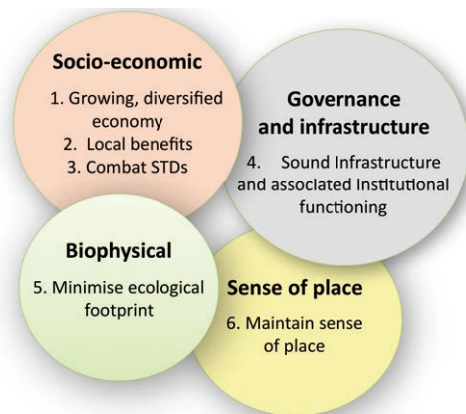 Socio-economic
1. Growing, diversified
economy
2. Local benefits
3. Combat STDs
Governance
and infrastructure
4. Sound Infrastructure
and associated Institutional
functioning
Biophysical
5. Minimise ecological
footprint
Sense of place
6. Maintain sense
of place